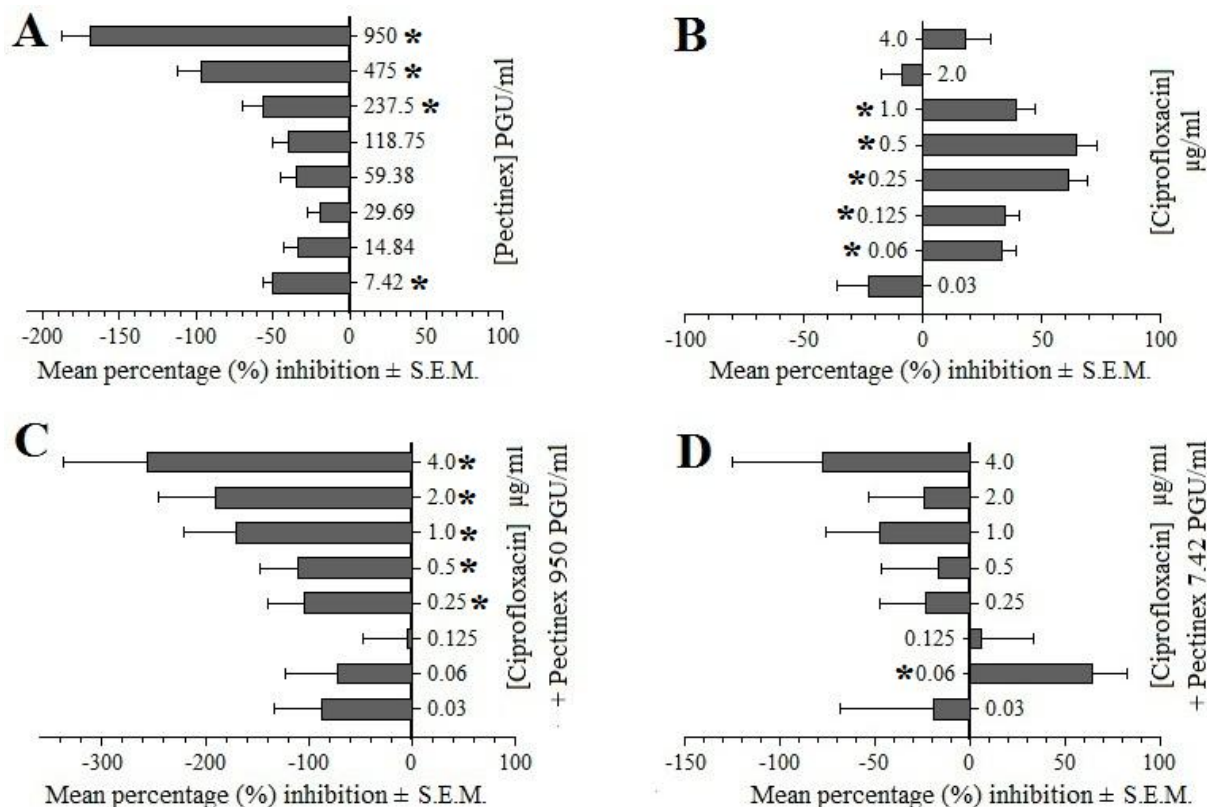 A
950 *
475 *
237.5 *
118.75
59.38
29.69
14.84
7.42 *
[Pectinex] PGU/ml
-200 -150 -100 -50 0 50 100
Mean percentage (%) inhibition ± S.E.M.
B
4.0
2.0
* 1.0
* 0.5
* 0.25
* 0.125
* 0.06
0.03
[Ciprofloxacin]
µg/ml
-100 -50 0 50 100
Mean percentage (%) inhibition ± S.E.M.
C
4.0 *
2.0 *
1.0 *
0.5 *
0.25 *
0.125
0.06
0.03
[Ciprofloxacin] µg/ml
+ Pectinex 950 PGU/ml
-300 -200 -100 0 100
Mean percentage (%) inhibition ± S.E.M.
D
4.0
2.0
1.0
0.5
0.25
0.125
* 0.06
0.03
[Ciprofloxacin] µg/ml
+ Pectinex 7.42 PGU/ml
-150 -100 -50 0 50 100
Mean percentage (%) inhibition ± S.E.M.